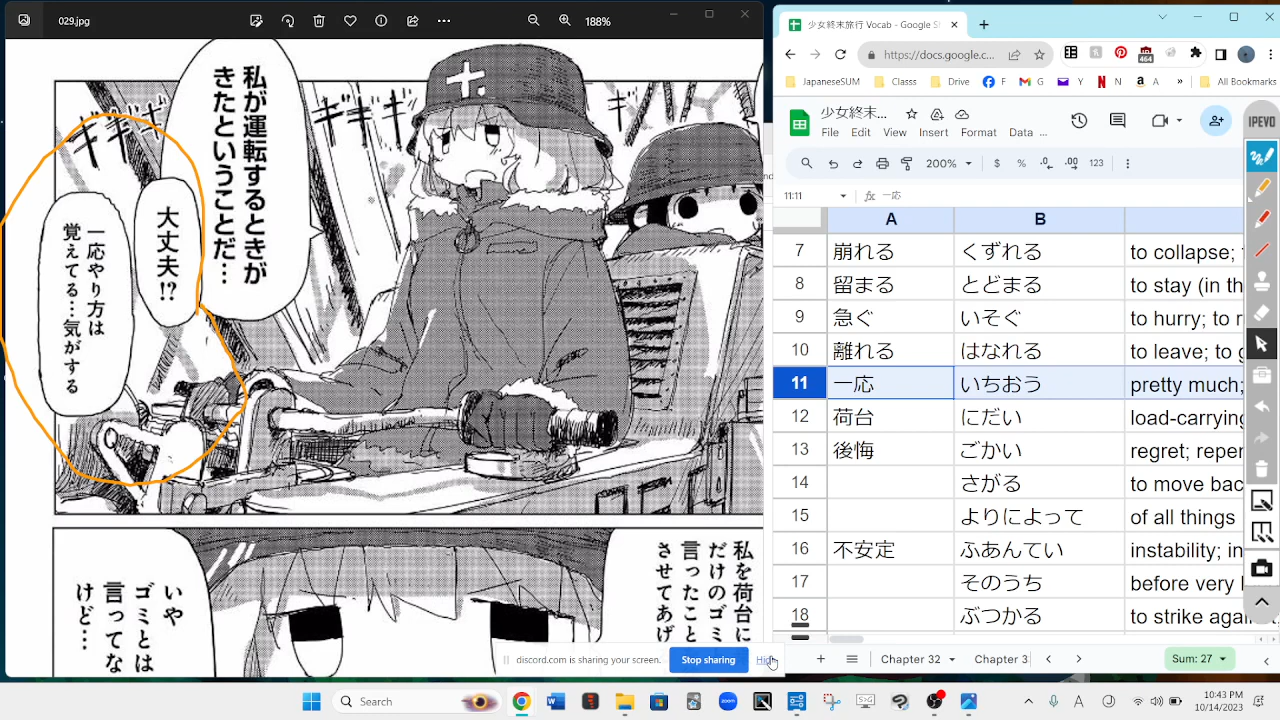 029.jpg
188%
私が運転するときが
きたということだ…
大丈夫!?
一応やり方は
覚えてる…気がする
ギギギギ
私を荷台に
だけのゴミ
言ったこと
させてあげ
いや
ゴミとは
言ってな
けど…
discord.com is sharing your screen.
Stop sharing
Hide
少女終末旅行 Vocab - Google S
https://docs.google.c...
464
JapaneseSUM
Classes
Drive
F
G
Y
N
A
All Bookmarks
少女終末...
File Edit View Insert Format Data ...
200%
$ % .0 .00 123
11:11
fx 一応
A B
7 崩れる くずれる to collapse;
8 留まる とどまる to stay (in th
9 急ぐ いそぐ to hurry; to r
10 離れる はなれる to leave; to g
11 一応 いちおう pretty much;
12 荷台 にだい load-carrying
13 後悔 ごかい regret; reper
14 さがる to move bac
15 よりによって of all things
16 不安定 ふあんてい instability; in
17 そのうち before very l
18 ぶつかる to strike against
Chapter 32
Chapter 3
Sum: 27
IPEVO
Search
zoom
10:43 PM